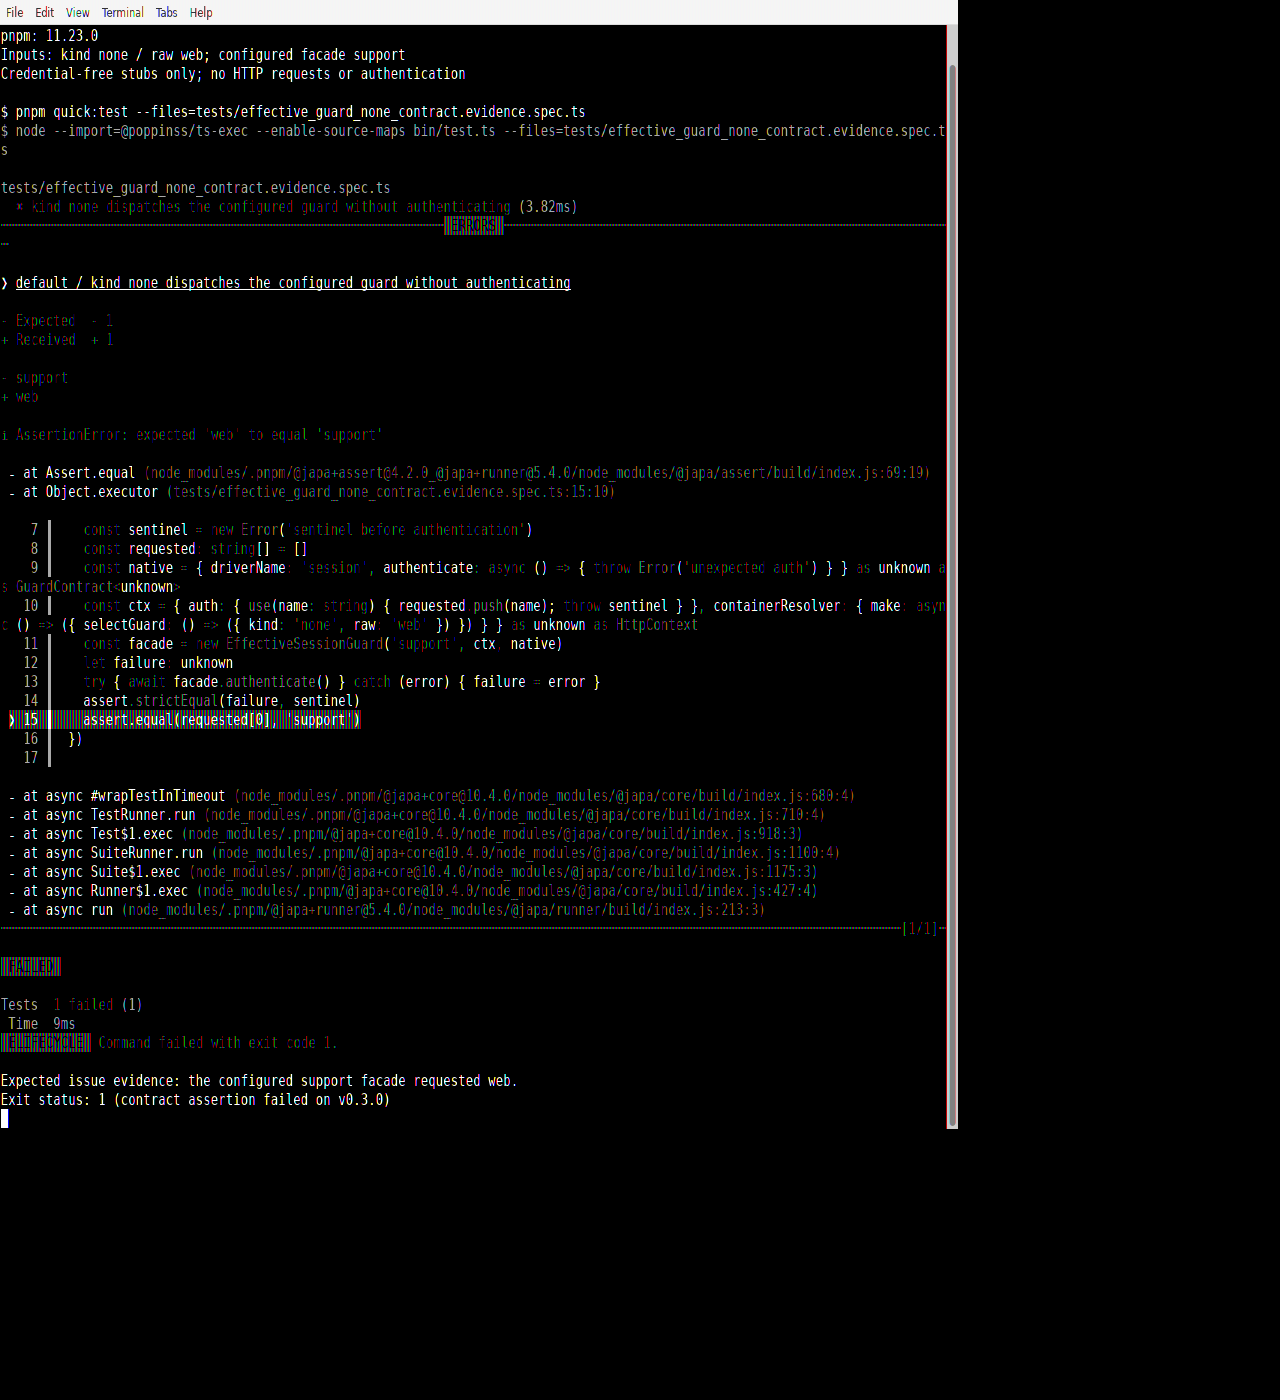 File Edit View Terminal Tabs Help
pnpm: 11.23.0
Inputs: kind none / raw web; configured facade support
Credential-free stubs only; no HTTP requests or authentication
$ pnpm quick:test --files=tests/effective_guard_none_contract.evidence.spec.ts
$ node --import=@poppinss/ts-exec --enable-source-maps bin/test.ts --files=tests/effective_guard_none_contract.evidence.spec.t
s
tests/effective_guard_none_contract.evidence.spec.ts
× kind none dispatches the configured guard without authenticating (3.82ms)
ERRORS
❯ default / kind none dispatches the configured guard without authenticating
- Expected  - 1
+ Received  + 1
- support
+ web
ℹ AssertionError: expected 'web' to equal 'support'
⁃ at Assert.equal (node_modules/.pnpm/@japa+assert@4.2.0_@japa+runner@5.4.0/node_modules/@japa/assert/build/index.js:69:19)
⁃ at Object.executor (tests/effective_guard_none_contract.evidence.spec.ts:15:10)
7 ┃    const sentinel = new Error('sentinel before authentication')
8 ┃    const requested: string[] = []
9 ┃    const native = { driverName: 'session', authenticate: async () => { throw Error('unexpected auth') } } as unknown a
s GuardContract<unknown>
10 ┃    const ctx = { auth: { use(name: string) { requested.push(name); throw sentinel } }, containerResolver: { make: asyn
c () => ({ selectGuard: () => ({ kind: 'none', raw: 'web' }) }) } } as unknown as HttpContext
11 ┃    const facade = new EffectiveSessionGuard('support', ctx, native)
12 ┃    let failure: unknown
13 ┃    try { await facade.authenticate() } catch (error) { failure = error }
14 ┃    assert.strictEqual(failure, sentinel)
❯ 15 ┃    assert.equal(requested[0], 'support')
16 ┃  })
17 ┃
⁃ at async #wrapTestInTimeout (node_modules/.pnpm/@japa+core@10.4.0/node_modules/@japa/core/build/index.js:680:4)
⁃ at async TestRunner.run (node_modules/.pnpm/@japa+core@10.4.0/node_modules/@japa/core/build/index.js:710:4)
⁃ at async Test$1.exec (node_modules/.pnpm/@japa+core@10.4.0/node_modules/@japa/core/build/index.js:918:3)
⁃ at async SuiteRunner.run (node_modules/.pnpm/@japa+core@10.4.0/node_modules/@japa/core/build/index.js:1100:4)
⁃ at async Suite$1.exec (node_modules/.pnpm/@japa+core@10.4.0/node_modules/@japa/core/build/index.js:1175:3)
⁃ at async Runner$1.exec (node_modules/.pnpm/@japa+core@10.4.0/node_modules/@japa/core/build/index.js:427:4)
⁃ at async run (node_modules/.pnpm/@japa+runner@5.4.0/node_modules/@japa/runner/build/index.js:213:3)
[1/1]
FAILED
Tests  1 failed (1)
Time  9ms
Command failed with exit code 1.
Expected issue evidence: the configured support facade requested web.
Exit status: 1 (contract assertion failed on v0.3.0)